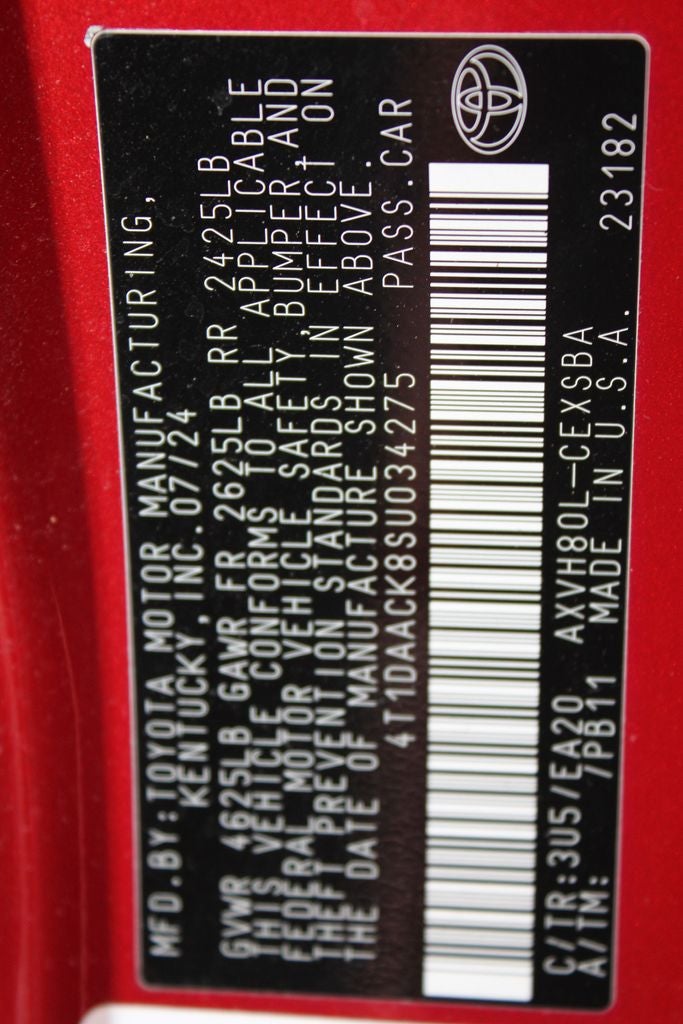 MFD.BY:TOYOTA MOTOR MANUFACTURING,
KENTUCKY, INC.07/24
GVWR 4625LB GAWR FR 2625LB RR 2425LB
THIS VEHICLE CONFORMS TO ALL APPLICABLE
FEDERAL MOTOR VEHICLE SAFETY, BUMPER, AND
THEFT PREVENTION STANDARDS IN EFFECT ON
THE DATE OF MANUFACTURE SHOWN ABOVE.
4T1DAACK8SU034275 PASS.CAR
C/TR:3U5/EA20 AXVH80L-CEXSBA
A/TM: /PB11 MADE IN U.S.A. 23182